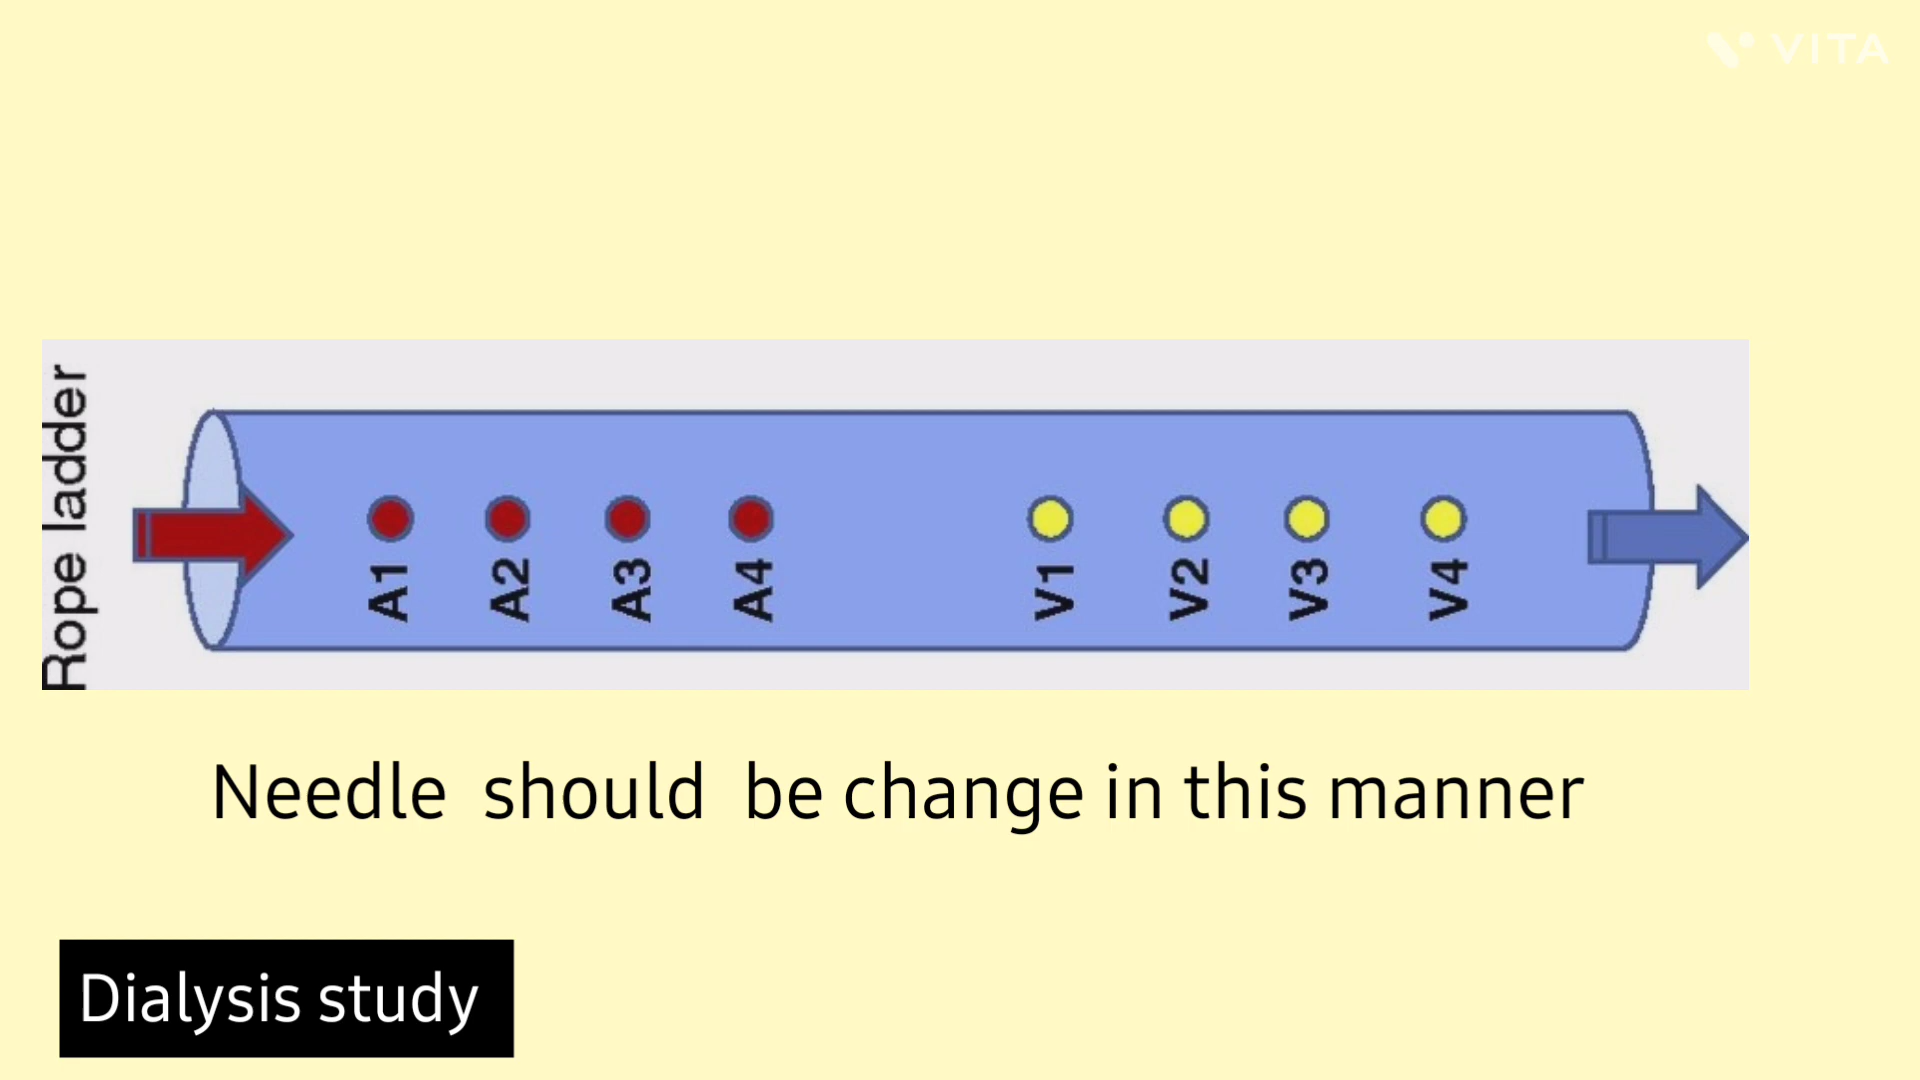 VITA
Rope ladder
A1 A2 A3 A4 V1 V2 V3 V4
Needle should be change in this manner
Dialysis study